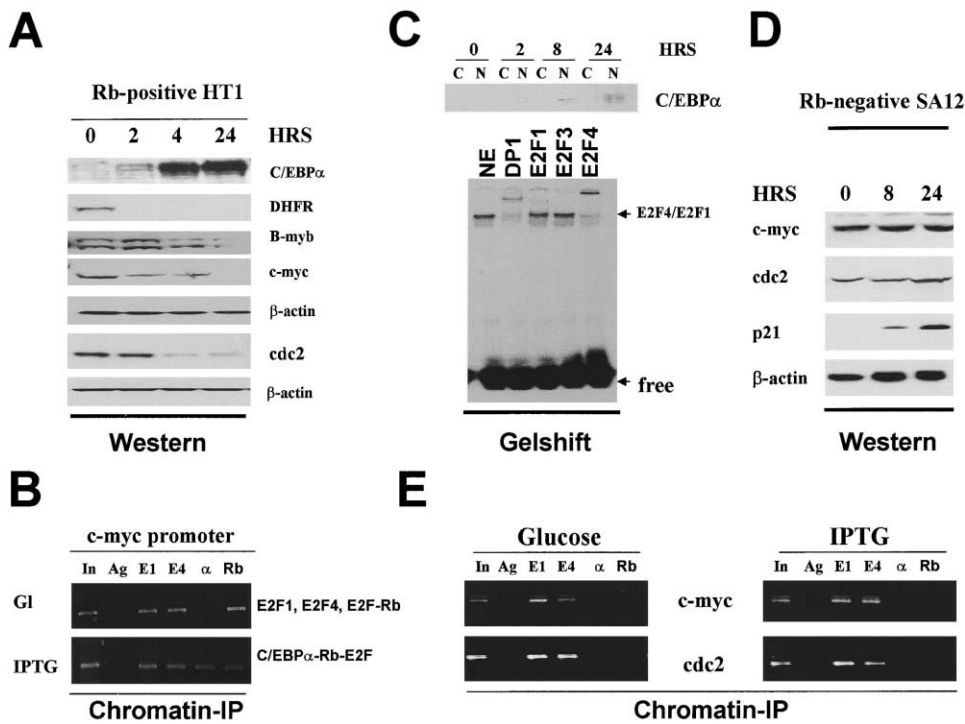 A
Rb-positive HT1
0 2 4 24 HRS
C/EBPα
DHFR
B-myb
c-myc
β-actin
cdc2
β-actin
Western
B
c-myc promoter
In Ag E1 E4 α Rb
Gl
E2F1, E2F4, E2F-Rb
IPTG
C/EBPα-Rb-E2F
Chromatin-IP
C
0 2 8 24 HRS
C N C N C N C N
C/EBPα
NE DP1 E2F1 E2F3 E2F4
E2F4/E2F1
free
Gelshift
D
Rb-negative SA12
HRS 0 8 24
c-myc
cdc2
p21
β-actin
Western
E
Glucose IPTG
In Ag E1 E4 α Rb In Ag E1 E4 α Rb
c-myc
cdc2
Chromatin-IP